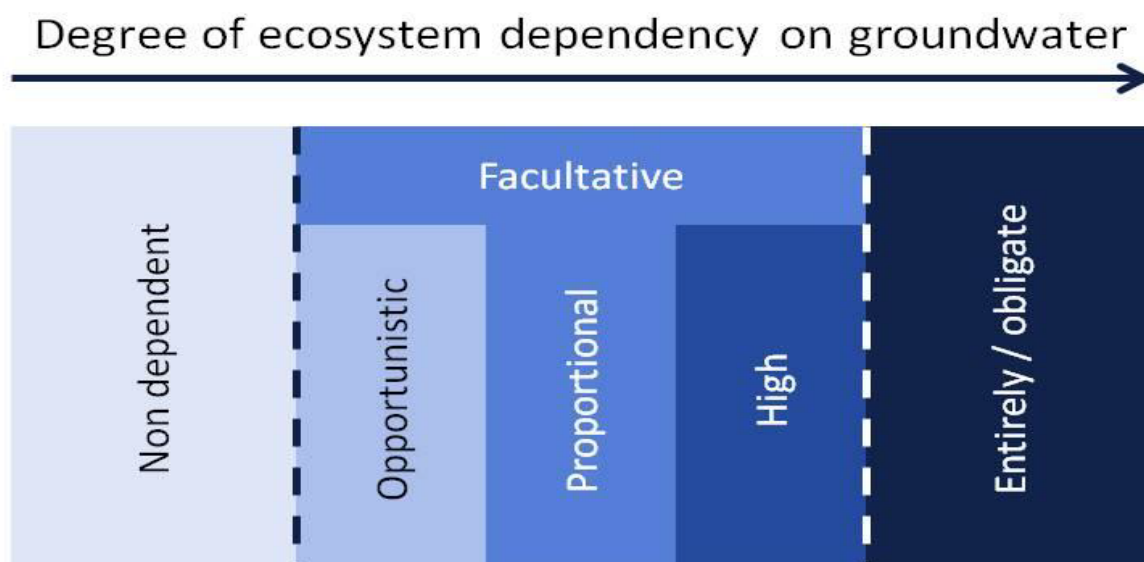 Degree of ecosystem dependency on groundwater
Facultative
Non dependent
Opportunistic
Proportional
High
Entirely / obligate